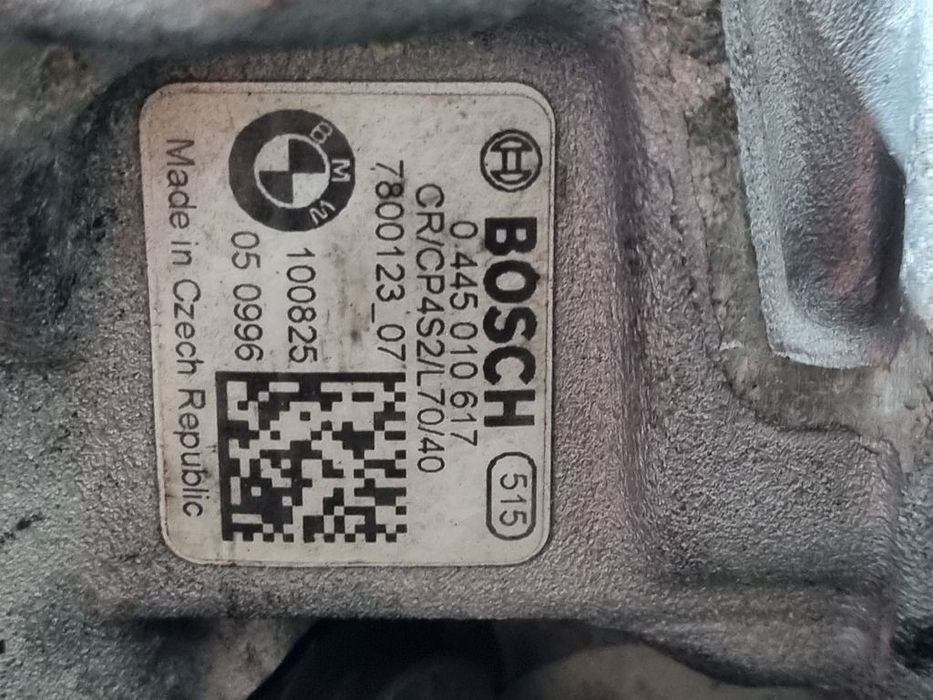 BOSCH 515
0 445 010 617
CR/CP4S2/L70/40
7800123_07
BMW
100825
05 0996
Made in Czech Republic